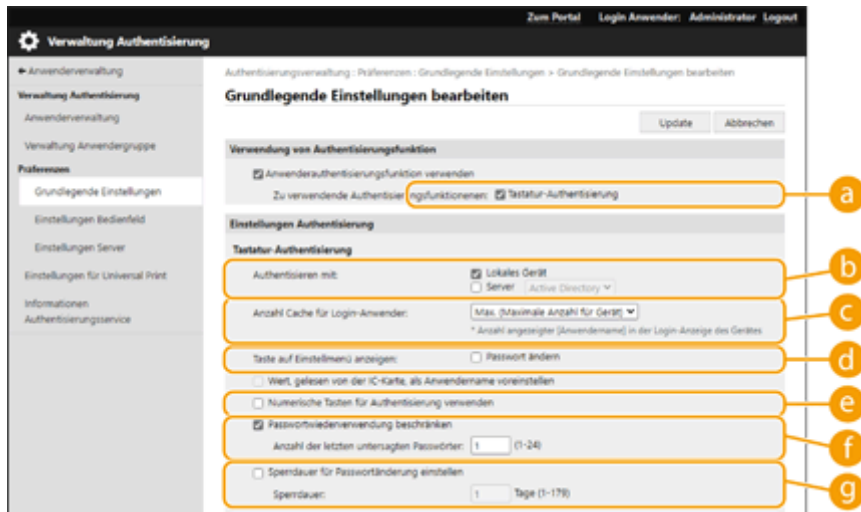 Zum Portal Login Anwender: Administrator Logout
Verwaltung Authentisierung
Anwenderverwaltung
Verwaltung Authentisierung
Anwenderverwaltung
Verwaltung Anwendergruppe
Präferenzen
Grundlegende Einstellungen
Einstellungen Bedienfeld
Einstellungen Server
Einstellungen für Universal Print
Informationen
Authentisierungsservice
Authentisierungsverwaltung : Präferenzen : Grundlegende Einstellungen > Grundlegende Einstellungen bearbeiten
Grundlegende Einstellungen bearbeiten
Update Abbrechen
Verwendung von Authentisierungsfunktion
Anwenderauthentisierungsfunktion verwenden
Zu verwendende Authentisierungsfunktionenen: Tastatur-Authentisierung
a
Einstellungen Authentisierung
Tastatur-Authentisierung
Authentisieren mit: Lokales Gerät
Server Active Directory
b
Anzahl Cache für Login-Anwender: Max. (Maximale Anzahl für Gerät)
* Anzahl angezeigter [Anwendername] in der Login-Anzeige des Gerätes
c
Taste auf Einstellmenü anzeigen: Passwort ändern
d
Wert, gelesen von der IC-Karte, als Anwendername voreinstellen
Numerische Tasten für Authentisierung verwenden
e
Passwortwiederverwendung beschränken
Anzahl der letzten untersagten Passwörter: 1 (1-24)
f
Sperrdauer für Passwortänderung einstellen
Sperrdauer: 1 Tage (1-179)
g